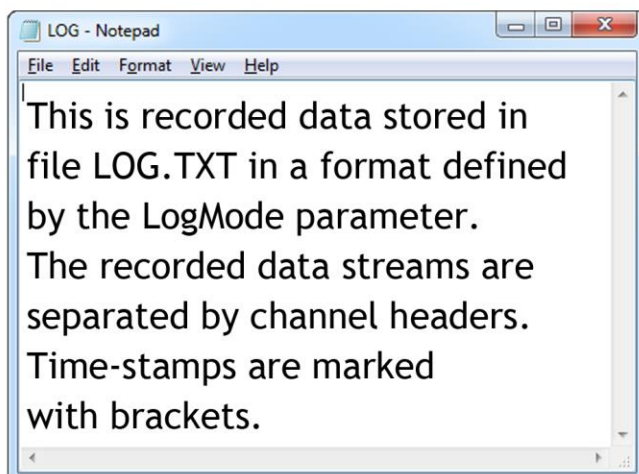 LOG - Notepad
File Edit Format View Help
This is recorded data stored in
file LOG.TXT in a format defined
by the LogMode parameter.
The recorded data streams are
separated by channel headers.
Time-stamps are marked
with brackets.